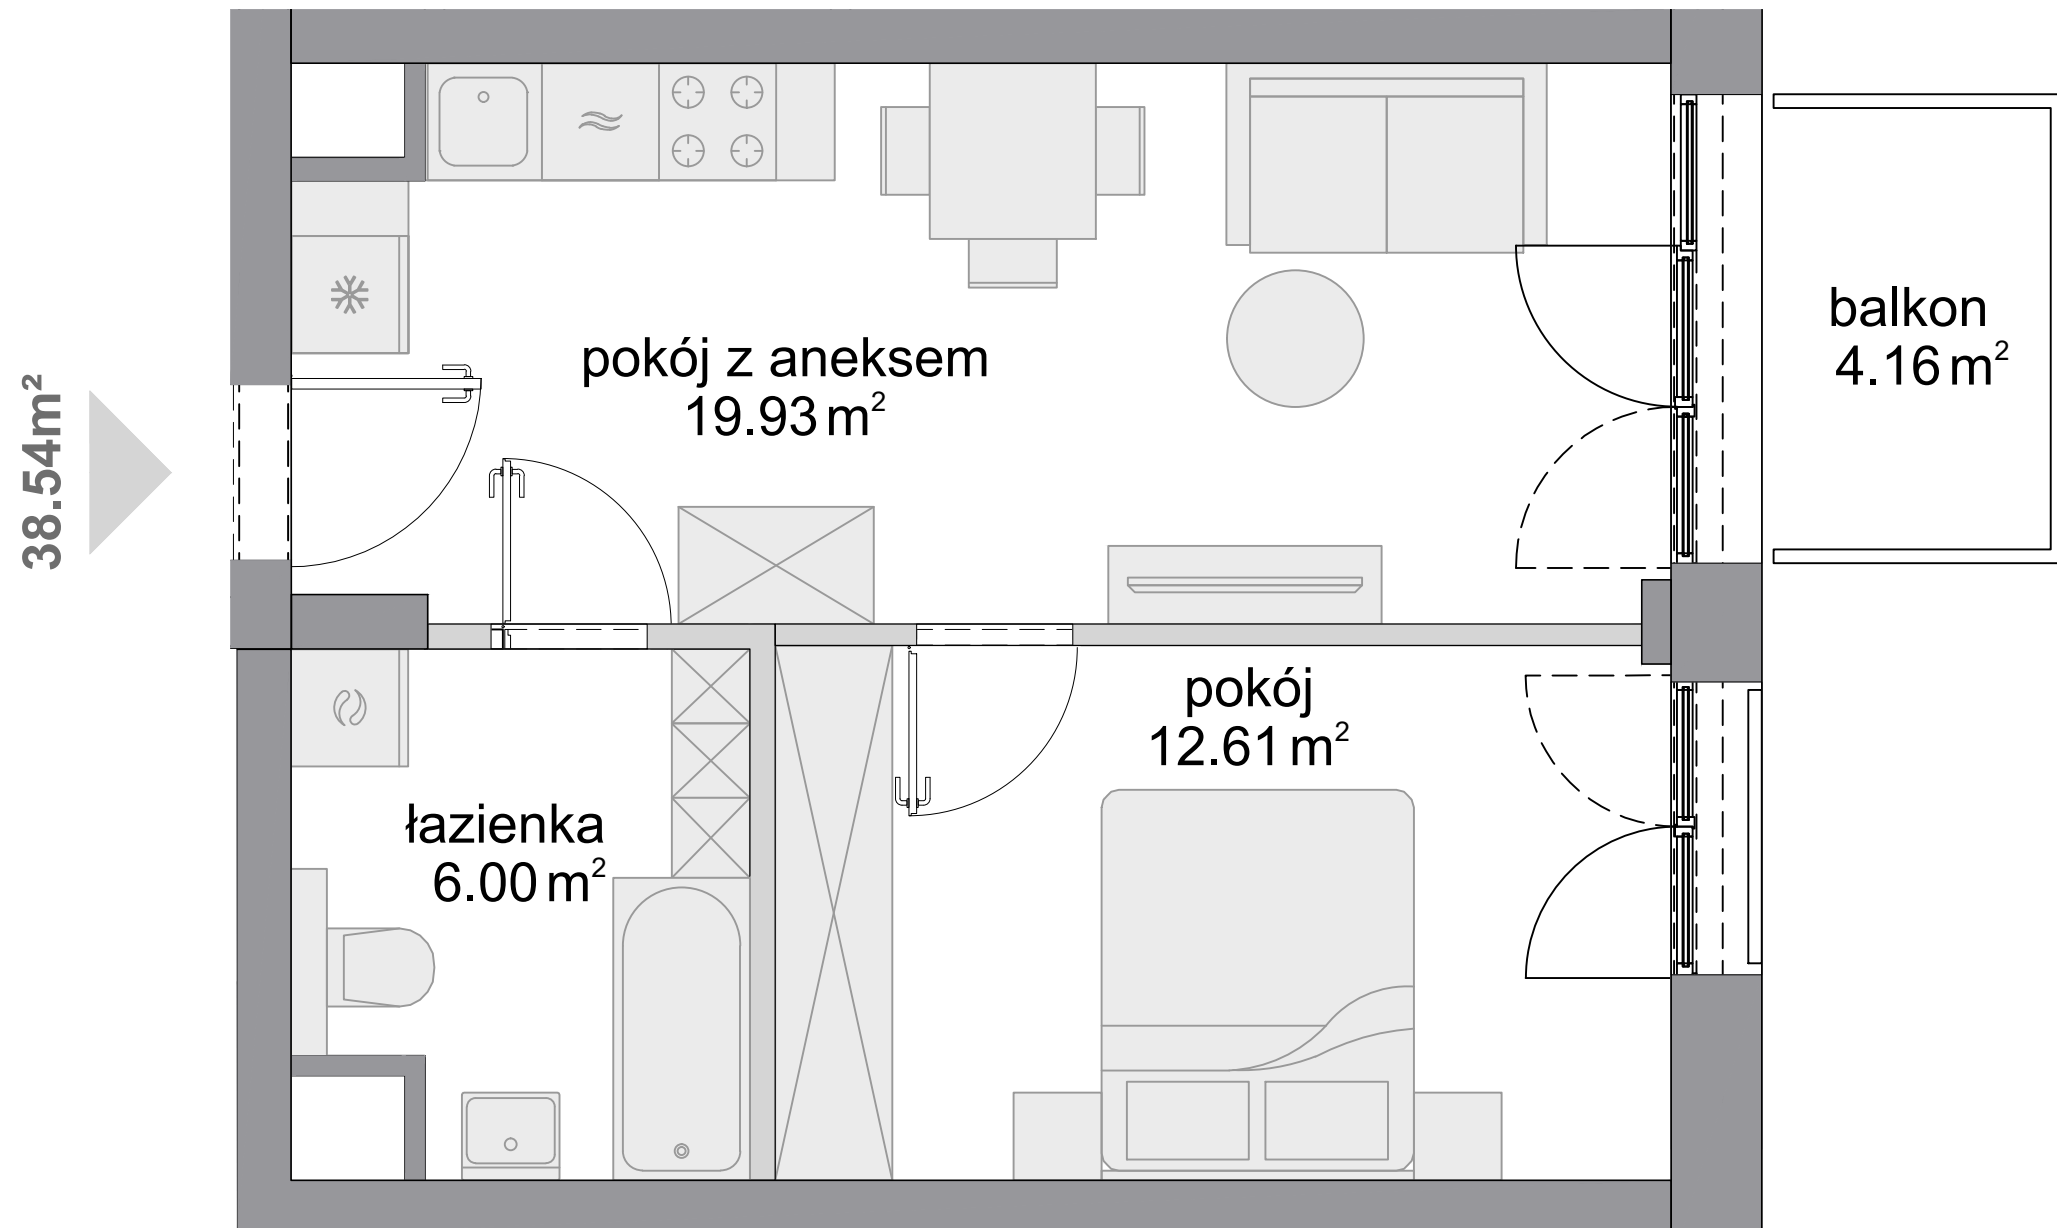 38.54m²
pokój z aneksem
19.93 m²
balkon
4.16 m²
pokój
12.61 m²
łazienka
6.00 m²